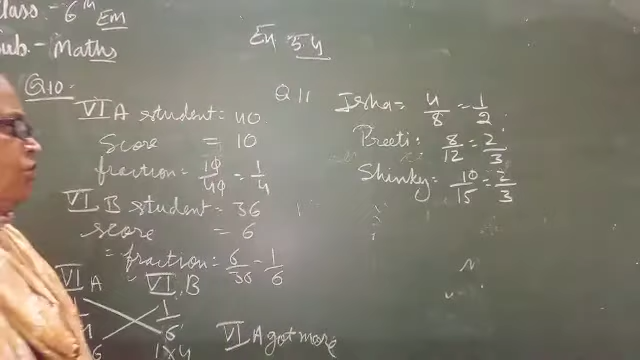 Class:- 6th EM
Sub - Maths
Ex 5.4
Q10:
VI A student = 40
Score = 10
fraction = 10/40 = 1/4
VI B student = 36
score = 6
= fraction = 6/36 - 1/6
VI A VI B
1/4 1/6
6 1x4
VI A got more
Q11 Isha = 4/8 = 1/2
Preeti: 8/12 = 2/3
Shinky = 10/15 = 2/3